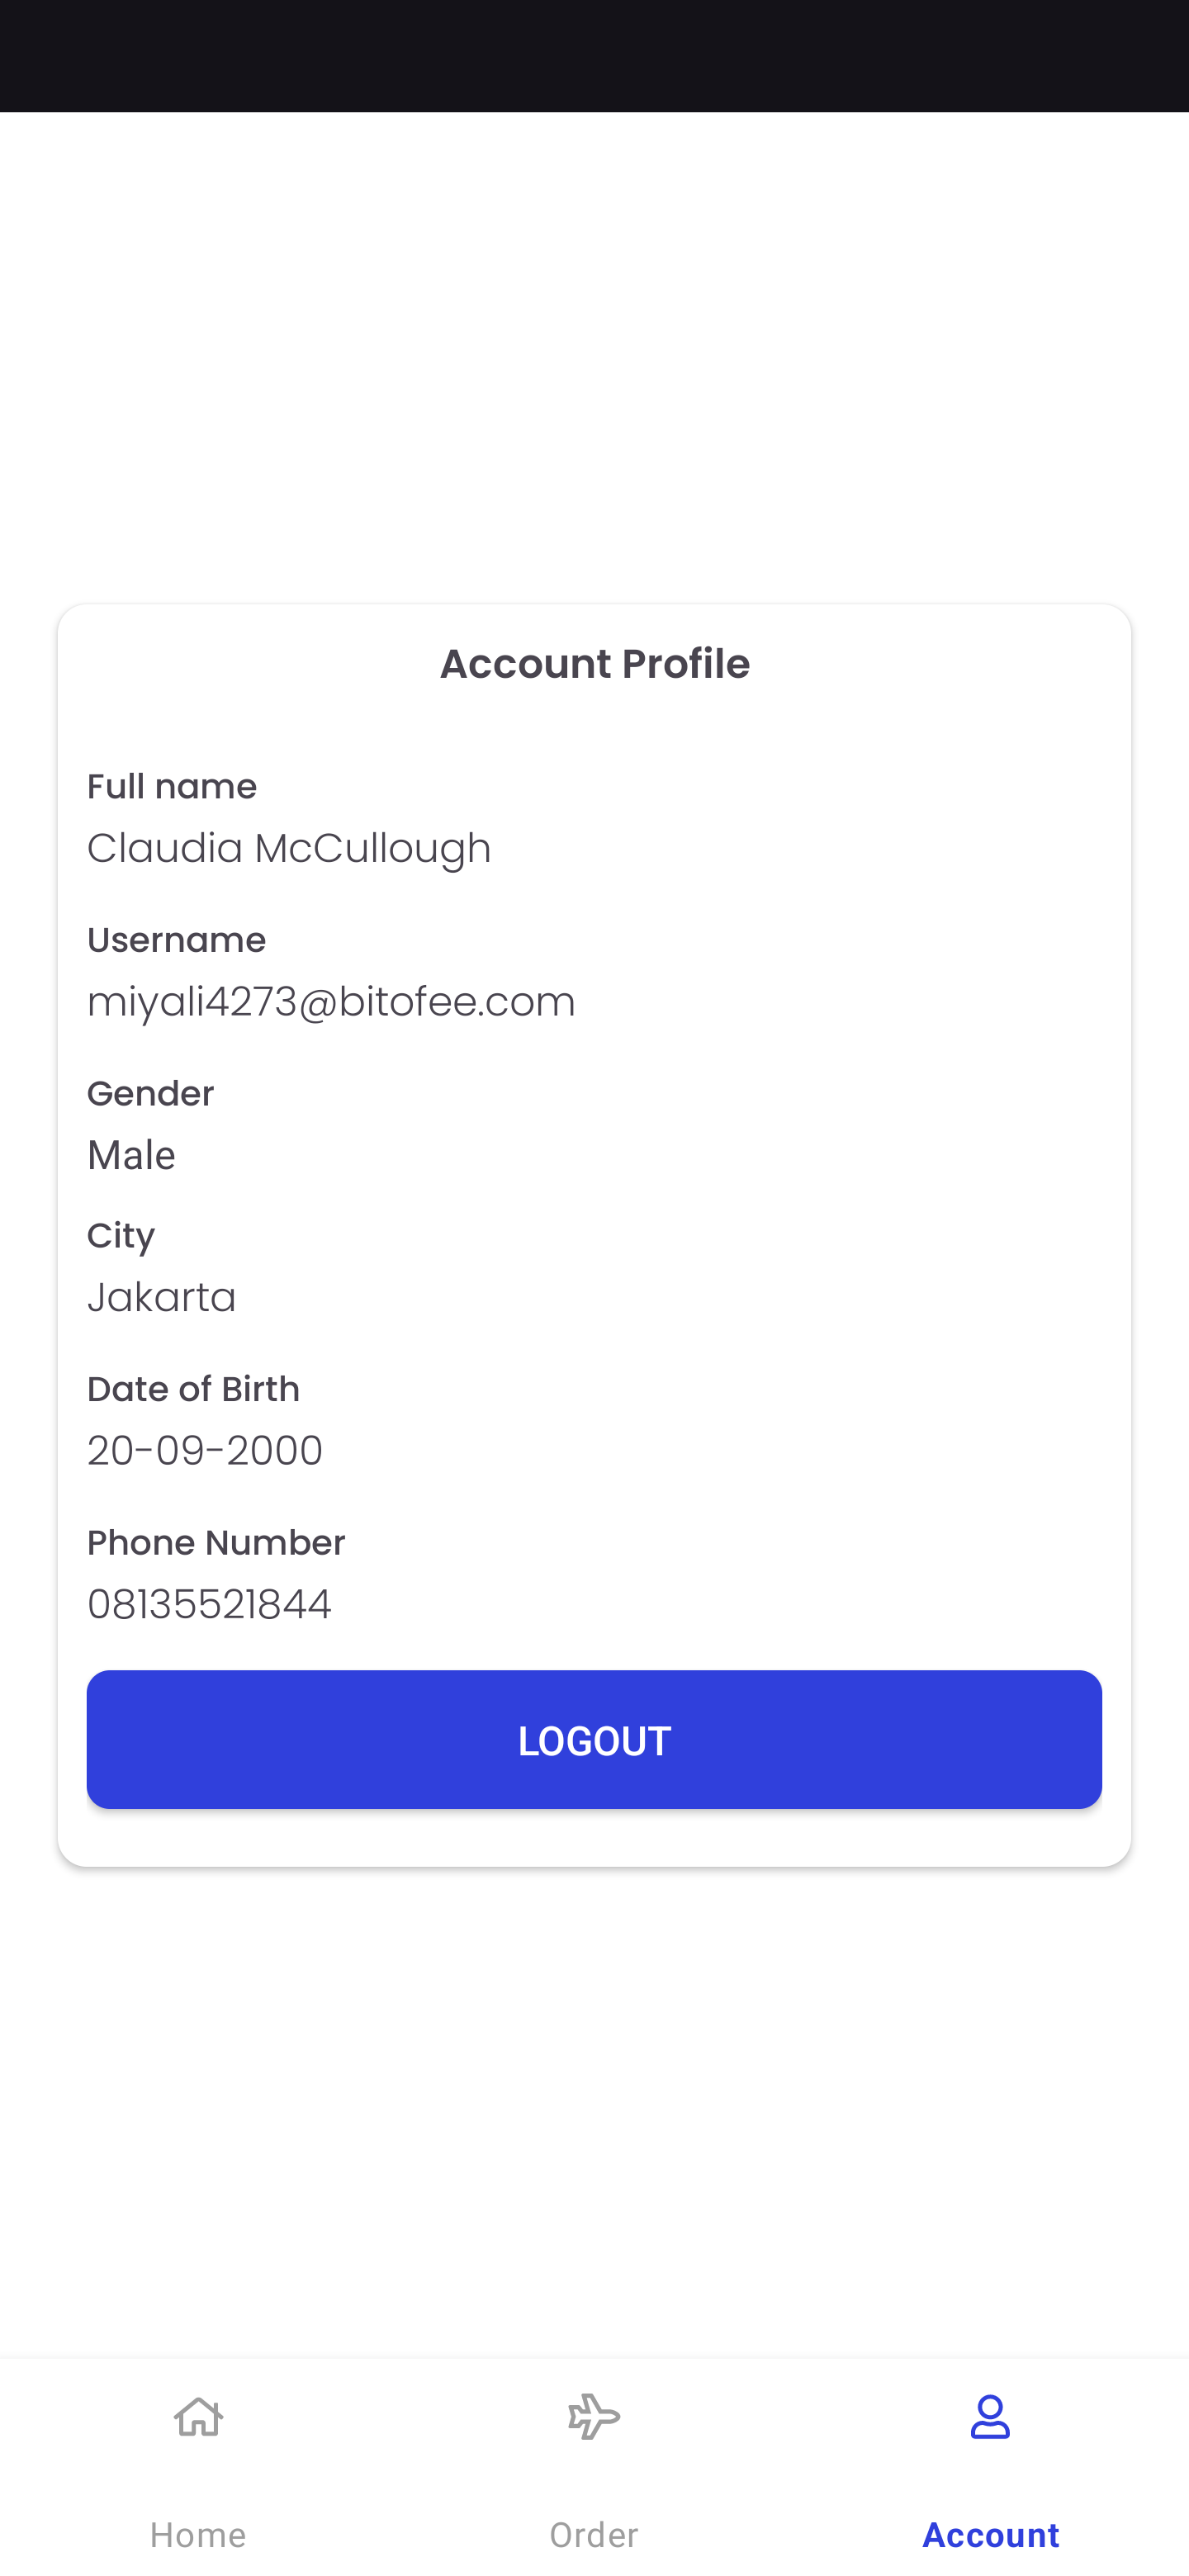 Account Profile
Full name
Claudia McCullough
Username
miyali4273@bitofee.com
Gender
Male
City
Jakarta
Date of Birth
20-09-2000
Phone Number
08135521844
LOGOUT
Home
Order
Account